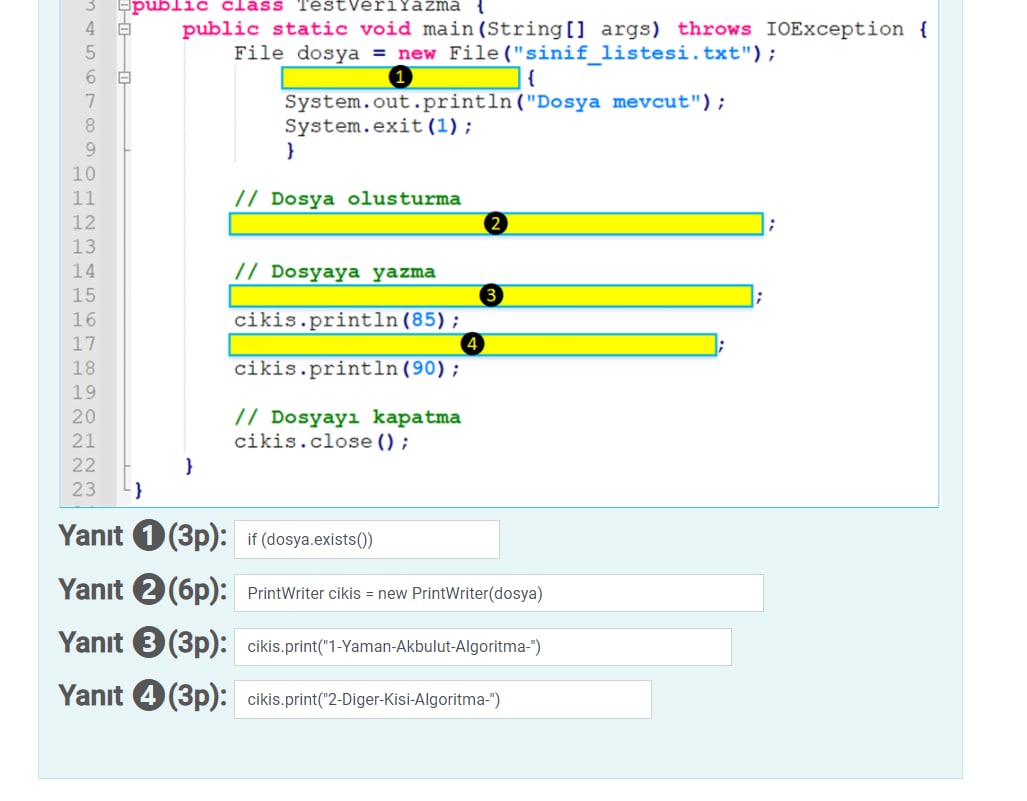 3 public class TestVeriYazma {
4 public static void main(String[] args) throws IOException {
5 File dosya = new File("sinif_listesi.txt");
6 1 {
7 System.out.println("Dosya mevcut");
8 System.exit(1);
9 }
10
11 // Dosya olusturma
12 2 ;
13
14 // Dosyaya yazma
15 3 ;
16 cikis.println(85);
17 4 ;
18 cikis.println(90);
19
20 // Dosyayı kapatma
21 cikis.close();
22 }
23 }
Yanıt 1 (3p): if (dosya.exists())
Yanıt 2 (6p): PrintWriter cikis = new PrintWriter(dosya)
Yanıt 3 (3p): cikis.print("1-Yaman-Akbulut-Algoritma-")
Yanıt 4 (3p): cikis.print("2-Diger-Kisi-Algoritma-")